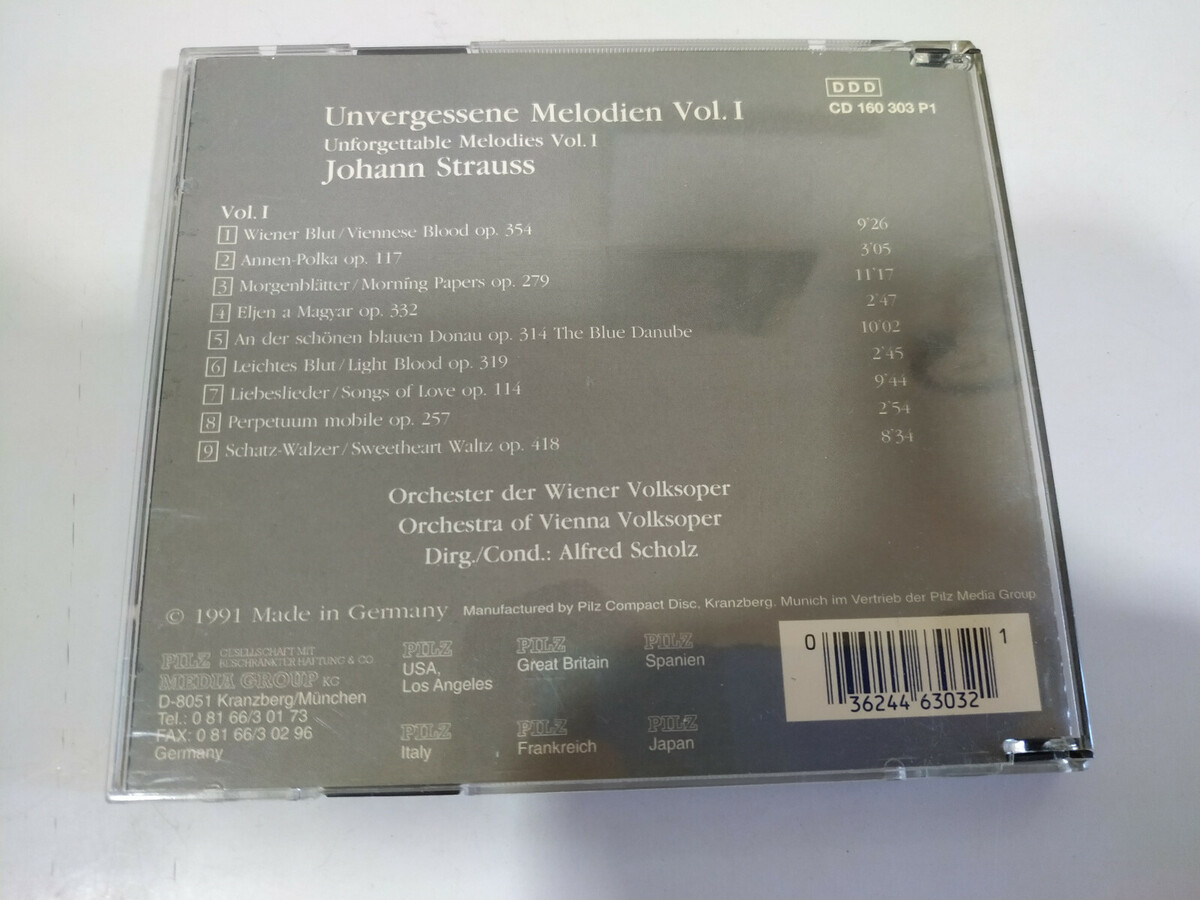 DDD
CD 160 303 P1
Unvergessene Melodien Vol. I
Unforgettable Melodies Vol. I
Johann Strauss
Vol. I
1 Wiener Blut/Viennese Blood op. 354 9'26
2 Annen-Polka op. 117 3'05
3 Morgenblätter/Morning Papers op. 279 11'17
4 Eljen a Magyar op. 332 2'47
5 An der schönen blauen Donau op. 314 The Blue Danube 10'02
6 Leichtes Blut/Light Blood op. 319 2'45
7 Liebeslieder/Songs of Love op. 114 9'44
8 Perpetuum mobile op. 257 2'54
9 Schatz-Walzer/Sweetheart Waltz op. 418 8'34
Orchester der Wiener Volksoper
Orchestra of Vienna Volksoper
Dirg./Cond.: Alfred Scholz
© 1991 Made in Germany Manufactured by Pilz Compact Disc. Kranzberg. Munich im Vertrieb der Pilz Media Group
PILZ GESELLSCHAFT MIT
BESCHRÄNKTER HAFTUNG & CO.
MEDIA GROUP KG
D-8051 Kranzberg/München
Tel.: 0 81 66/3 01 73
FAX: 0 81 66/3 02 96
Germany
PILZ
USA,
Los Angeles
PILZ
Great Britain
PILZ
Spanien
PILZ
Italy
PILZ
Frankreich
PILZ
Japan
0 36244 63032 1